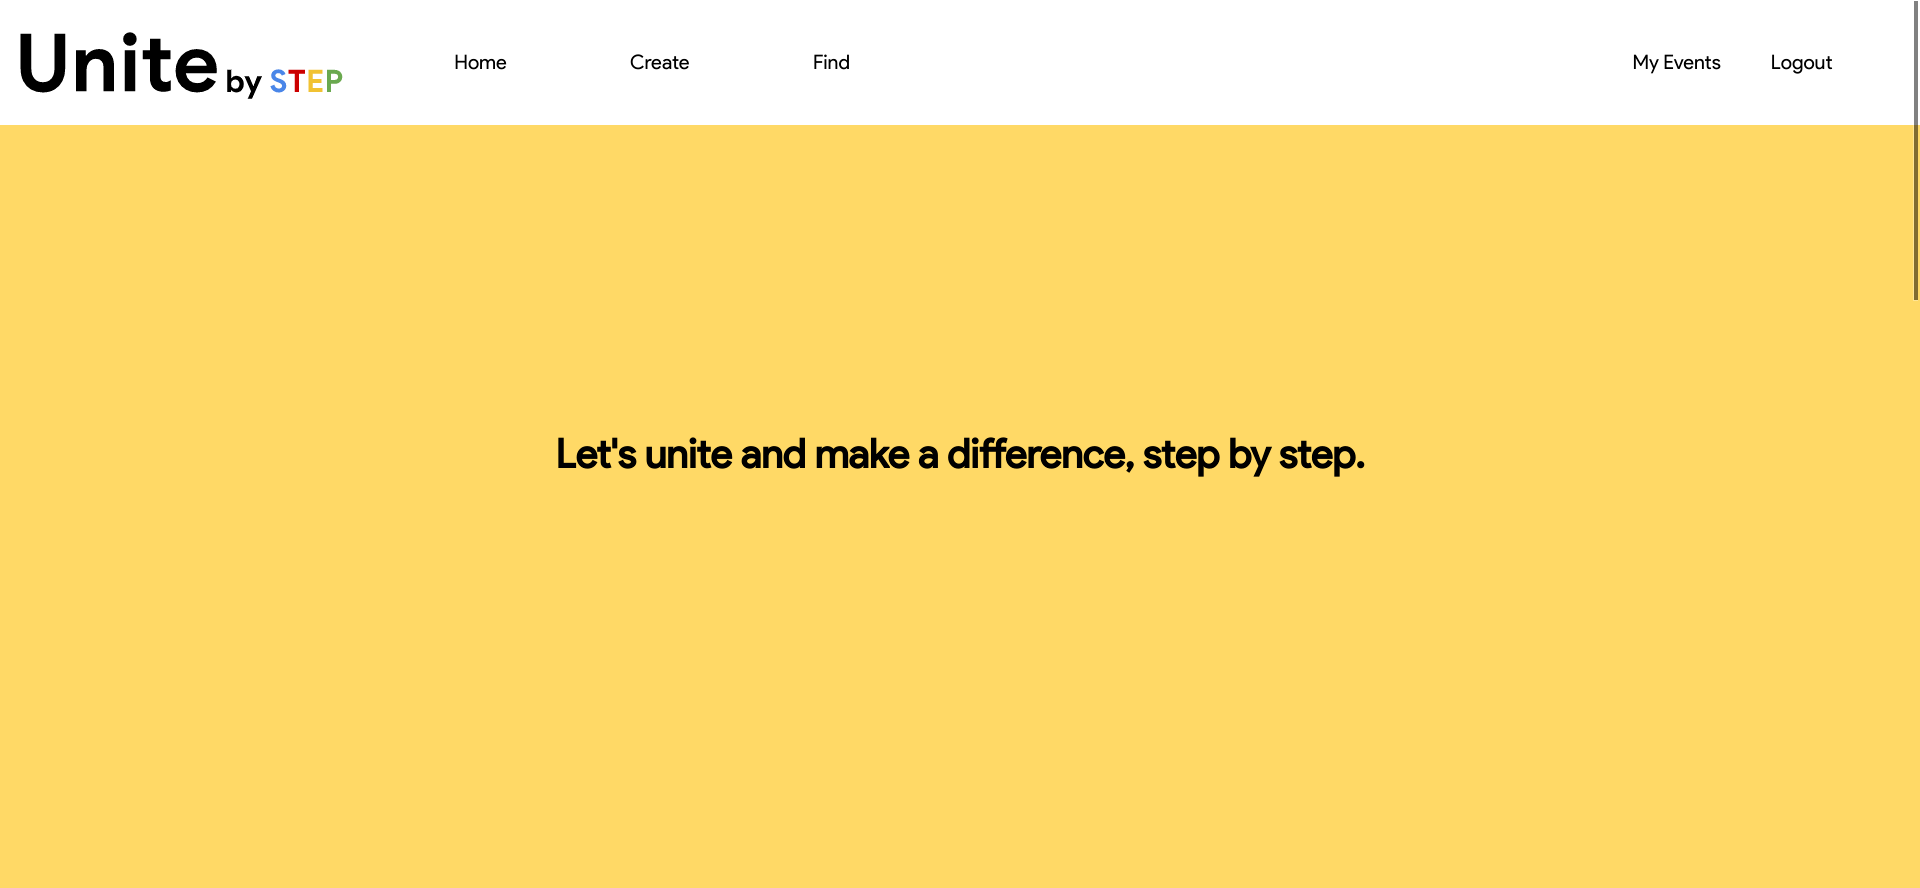 Unite by STEP
Home
Create
Find
My Events
Logout
Let's unite and make a difference, step by step.